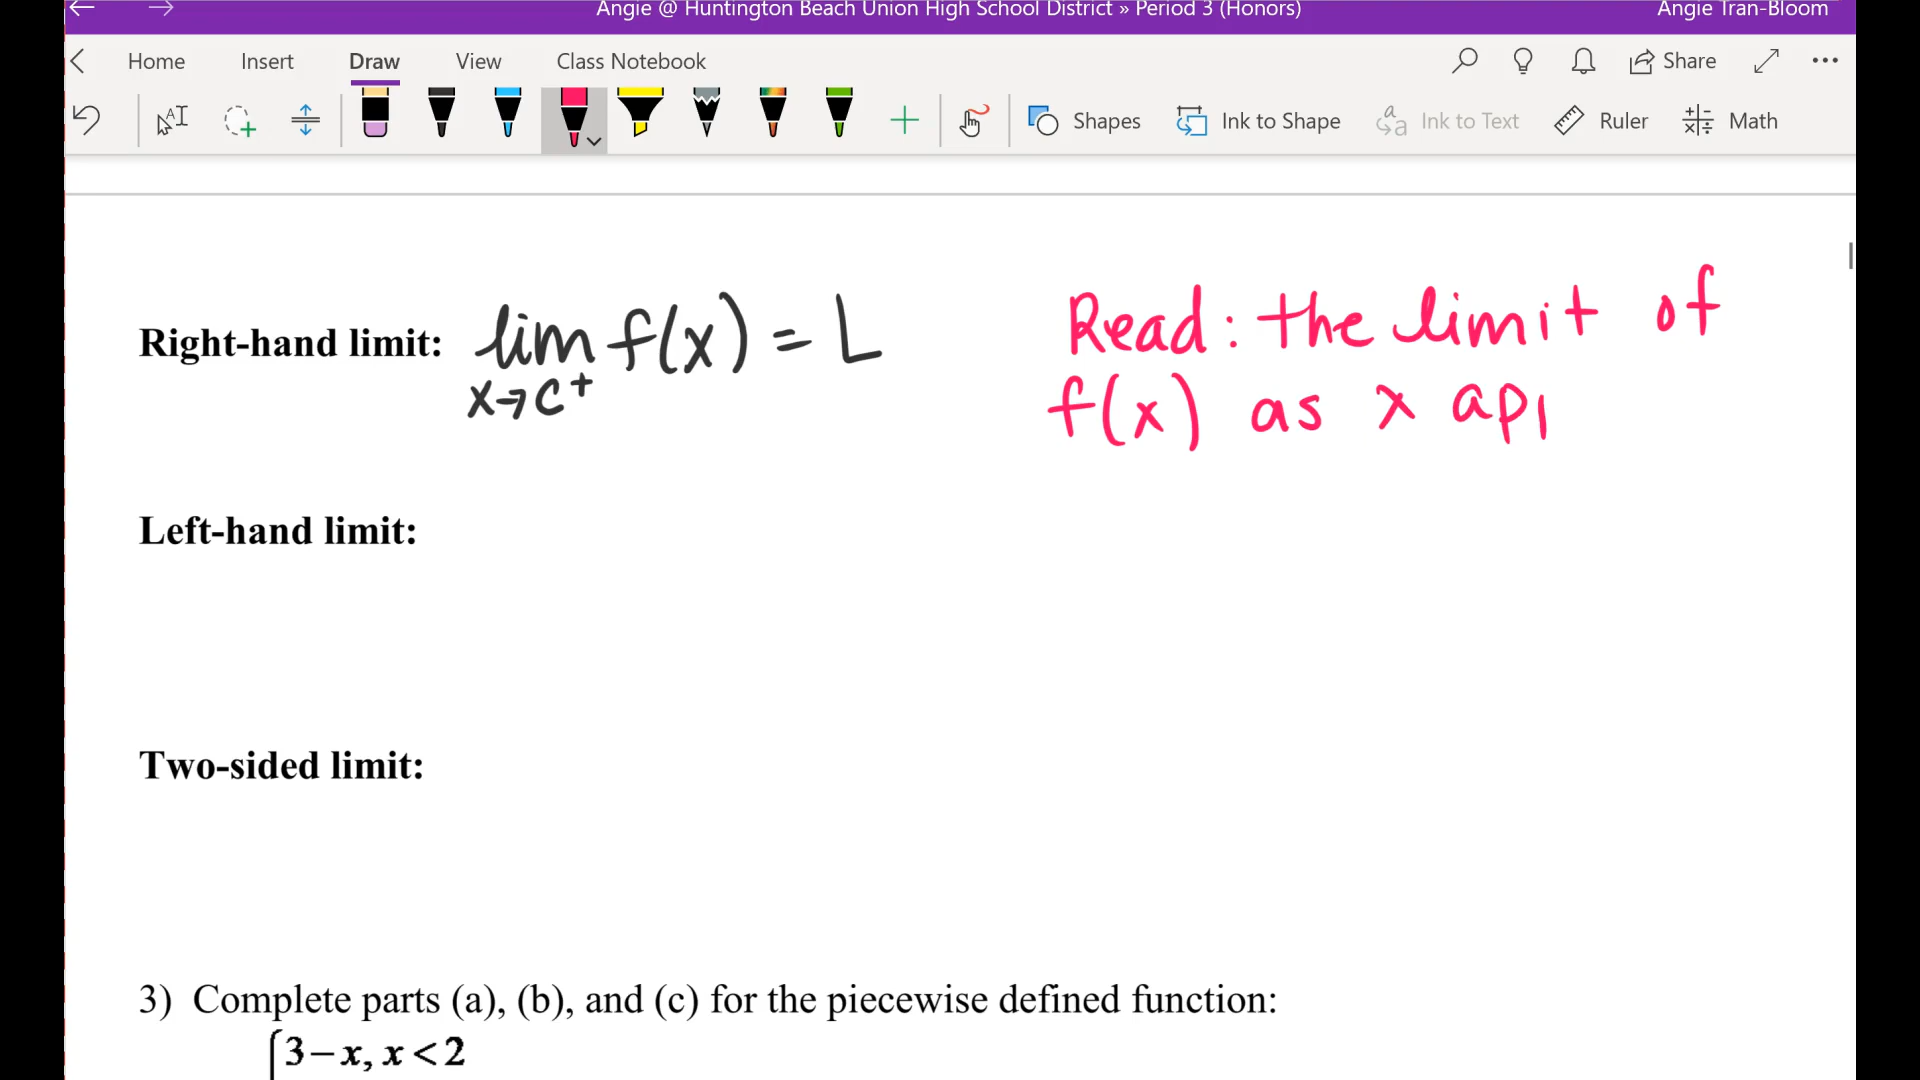 Angie @ Huntington Beach Union High School District » Period 3 (Honors)
Angie Tran-Bloom
Home Insert Draw View Class Notebook
Share
Shapes Ink to Shape Ink to Text Ruler Math
Right-hand limit: lim f(x) = L
x→c⁺
Read: the limit of
f(x) as x ap
Left-hand limit:
Two-sided limit:
3) Complete parts (a), (b), and (c) for the piecewise defined function:
3−x, x<2